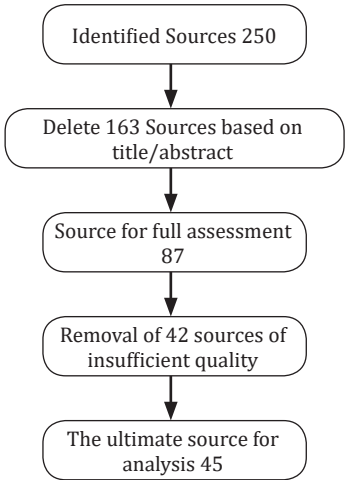 Identified Sources 250
Delete 163 Sources based on
title/abstract
Source for full assessment
87
Removal of 42 sources of
insufficient quality
The ultimate source for
analysis 45